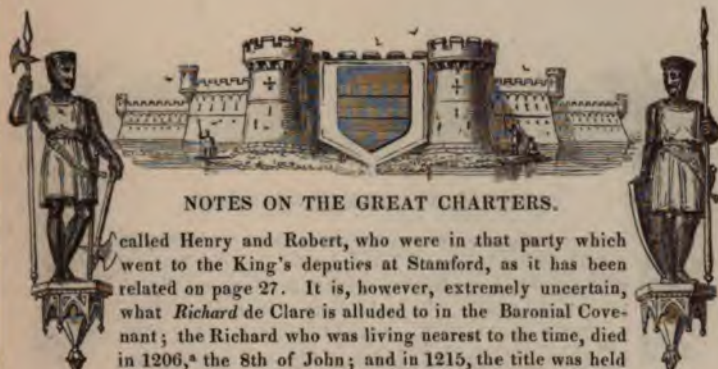 NOTES ON THE GREAT CHARTERS.
called Henry and Robert, who were in that party which
went to the King's deputies at Stamford, as it has been
related on page 27. It is, however, extremely uncertain,
what Richard de Clare is alluded to in the Baronial Cove-
nant; the Richard who was living nearest to the time, died
in 1206,ª the 8th of John; and in 1215, the title was held